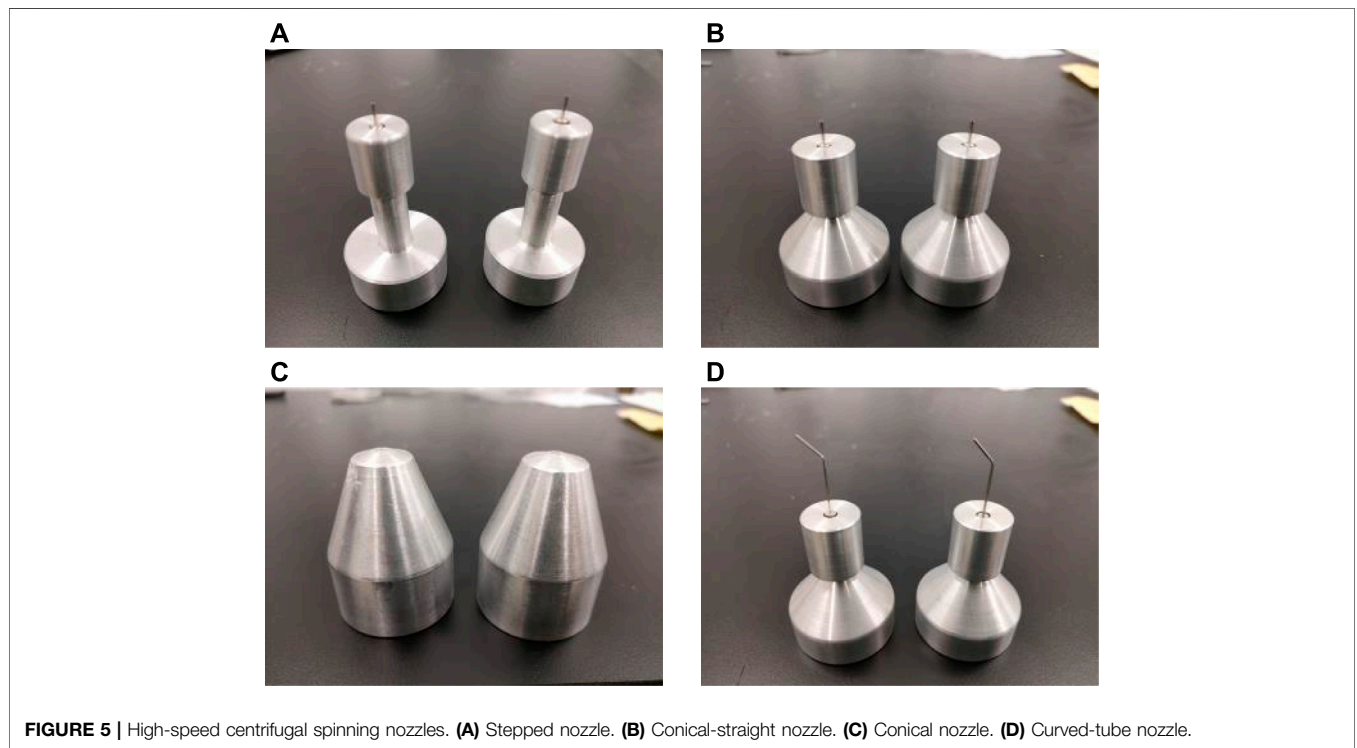 A
B
C
D
FIGURE 5 | High-speed centrifugal spinning nozzles. (A) Stepped nozzle. (B) Conical-straight nozzle. (C) Conical nozzle. (D) Curved-tube nozzle.